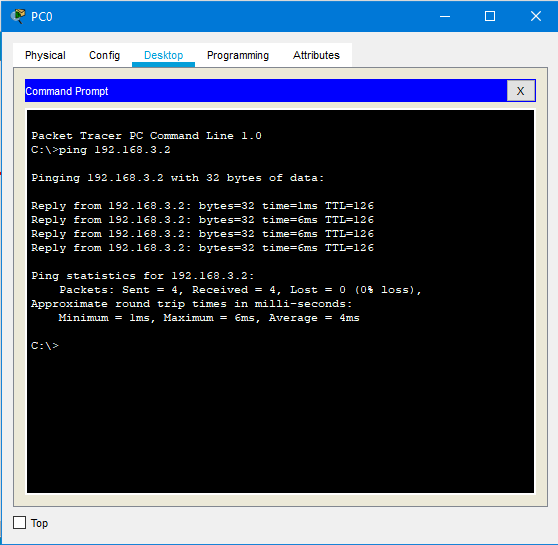 PC0
Physical Config Desktop Programming Attributes
Command Prompt X
Packet Tracer PC Command Line 1.0
C:\>ping 192.168.3.2
Pinging 192.168.3.2 with 32 bytes of data:
Reply from 192.168.3.2: bytes=32 time=1ms TTL=126
Reply from 192.168.3.2: bytes=32 time=6ms TTL=126
Reply from 192.168.3.2: bytes=32 time=6ms TTL=126
Reply from 192.168.3.2: bytes=32 time=6ms TTL=126
Ping statistics for 192.168.3.2:
    Packets: Sent = 4, Received = 4, Lost = 0 (0% loss),
Approximate round trip times in milli-seconds:
    Minimum = 1ms, Maximum = 6ms, Average = 4ms
C:\>
Top